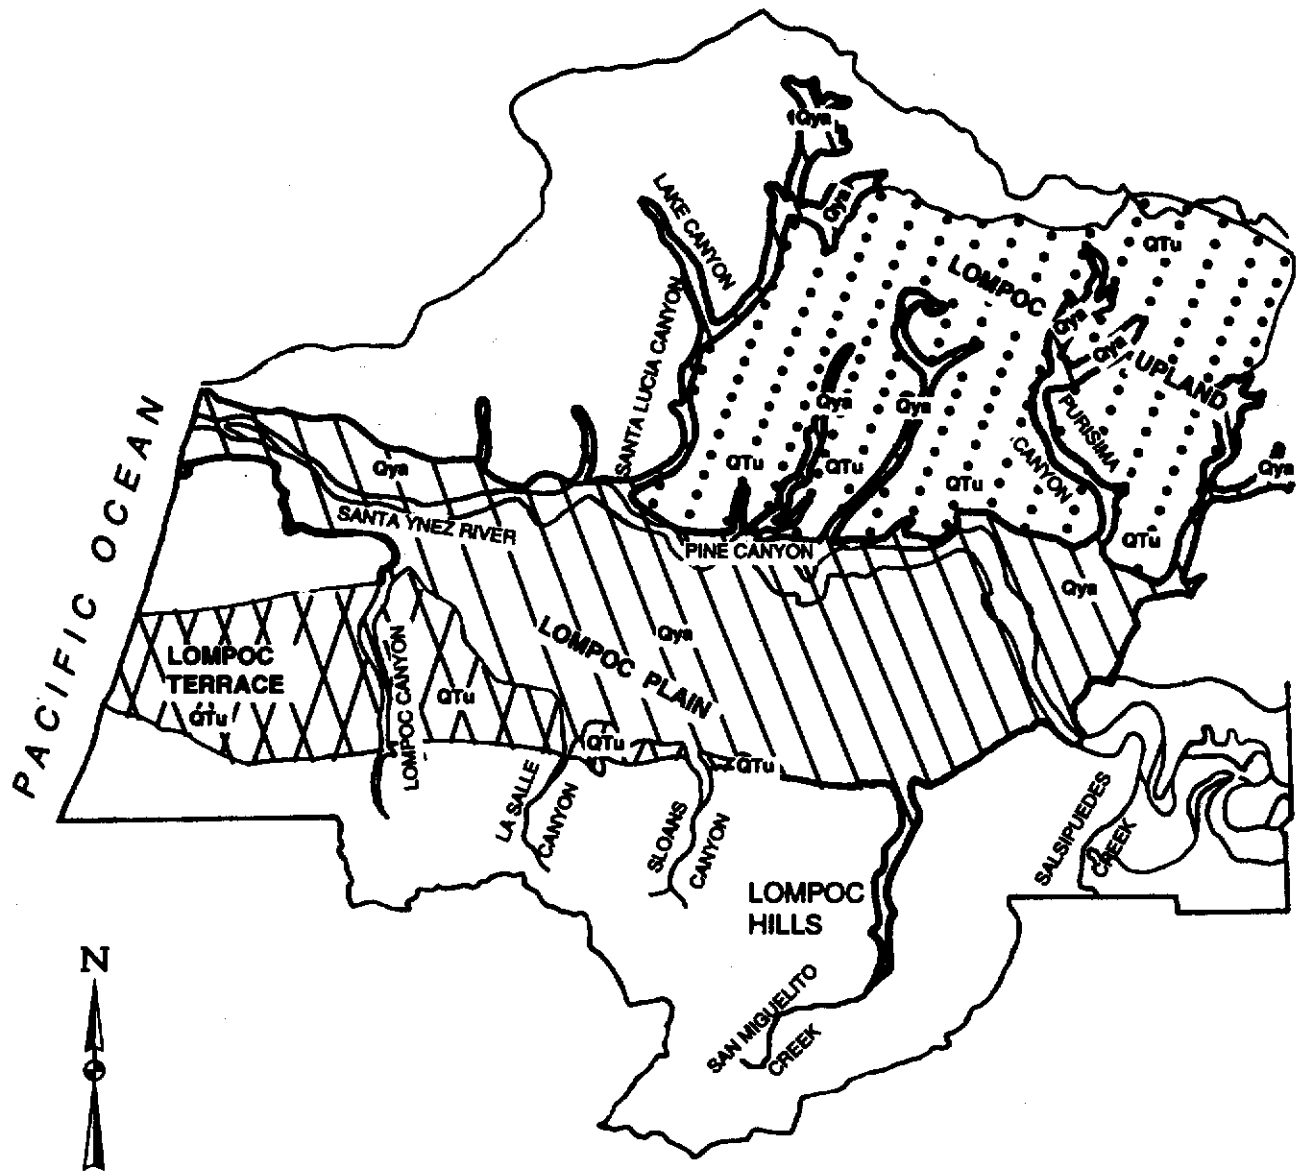 Qya
LAKE CANYON
Qya
QTu
LOMPOC
SANTA LUCIA CANYON
Qya
Qya
UPLAND
Qya
Qya
PURISIMA
CANYON
PACIFIC OCEAN
Qya
QTu
QTu
QTu
Qya
SANTA YNEZ RIVER
PINE CANYON
QTu
Qya
LOMPOC PLAIN
Qya
LOMPOC
TERRACE
QTu
LOMPOC CANYON
QTu
QTu
QTu
LA SALLE
CANYON
SLOANS
CANYON
SALSIPUEDES
CREEK
LOMPOC
HILLS
SAN MIGUELITO
CREEK
N